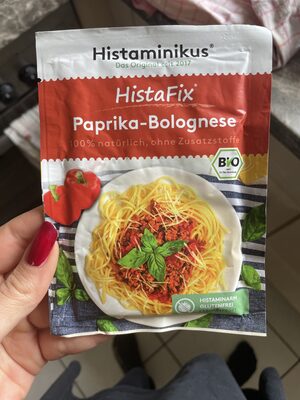 Histaminikus®
Das Original seit 2017
HistaFix®
Paprika-Bolognese
100% natürlich, ohne Zusatzstoffe
BIO
HISTAMINARM
GLUTENFREI